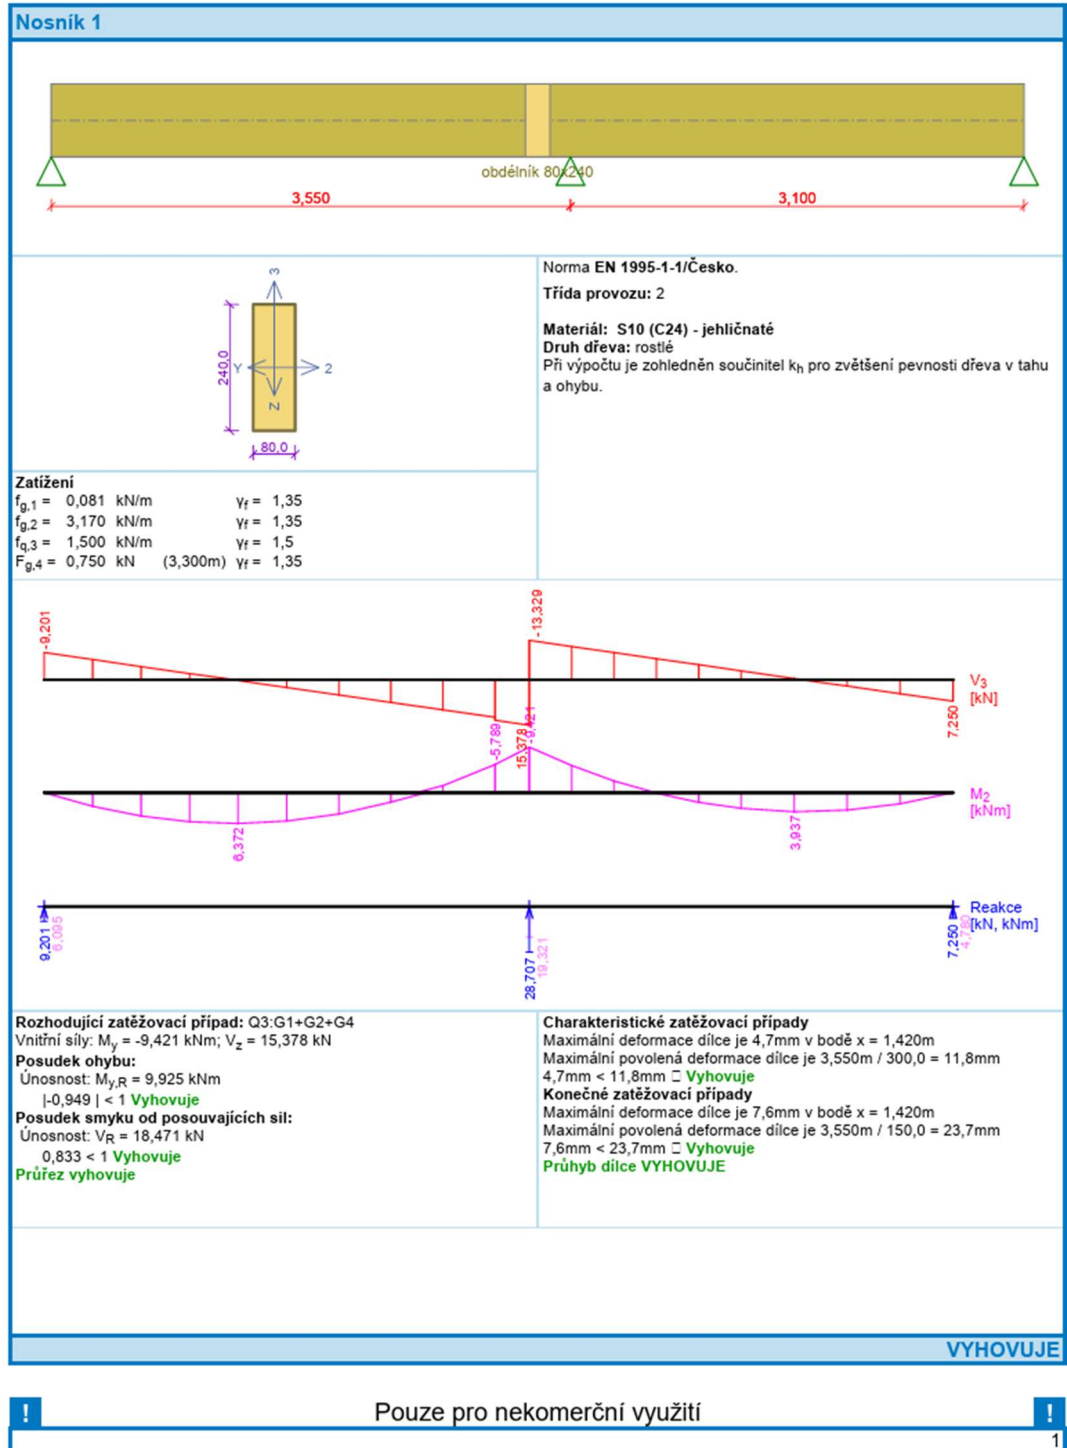 Nosník 1
obdélník 80x240
3,550 3,100
3
240,0 Y 2
Z
80,0
Norma EN 1995-1-1/Česko.
Třída provozu: 2
Materiál: S10 (C24) - jehličnaté
Druh dřeva: rostlé
Při výpočtu je zohledněn součinitel kh pro zvětšení pevnosti dřeva v tahu
a ohybu.
Zatížení
fg,1 = 0,081 kN/m γf = 1,35
fg,2 = 3,170 kN/m γf = 1,35
fq,3 = 1,500 kN/m γf = 1,5
Fg,4 = 0,750 kN (3,300m) γf = 1,35
-9,201
-13,329
V3
[kN]
15,378
7,250
-5,789
-9,421
M2
[kNm]
6,372
3,937
Reakce
[kN, kNm]
9,201
6,095
28,707
19,321
7,250
4,780
Rozhodující zatěžovací případ: Q3:G1+G2+G4
Vnitřní síly: My = -9,421 kNm; Vz = 15,378 kN
Posudek ohybu:
Únosnost: My,R = 9,925 kNm
|-0,949 | < 1 Vyhovuje
Posudek smyku od posouvajících sil:
Únosnost: VR = 18,471 kN
0,833 < 1 Vyhovuje
Průřez vyhovuje
Charakteristické zatěžovací případy
Maximální deformace dílce je 4,7mm v bodě x = 1,420m
Maximální povolená deformace dílce je 3,550m / 300,0 = 11,8mm
4,7mm < 11,8mm □ Vyhovuje
Konečné zatěžovací případy
Maximální deformace dílce je 7,6mm v bodě x = 1,420m
Maximální povolená deformace dílce je 3,550m / 150,0 = 23,7mm
7,6mm < 23,7mm □ Vyhovuje
Průhyb dílce VYHOVUJE
VYHOVUJE
! Pouze pro nekomerční využití !
1